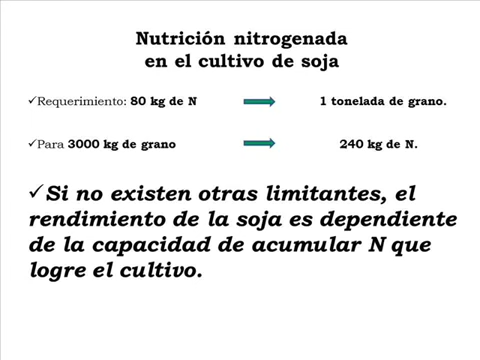 Nutrición nitrogenada
en el cultivo de soja
✓Requerimiento: 80 kg de N 1 tonelada de grano.
✓Para 3000 kg de grano 240 kg de N.
✓Si no existen otras limitantes, el
rendimiento de la soja es dependiente
de la capacidad de acumular N que
logre el cultivo.